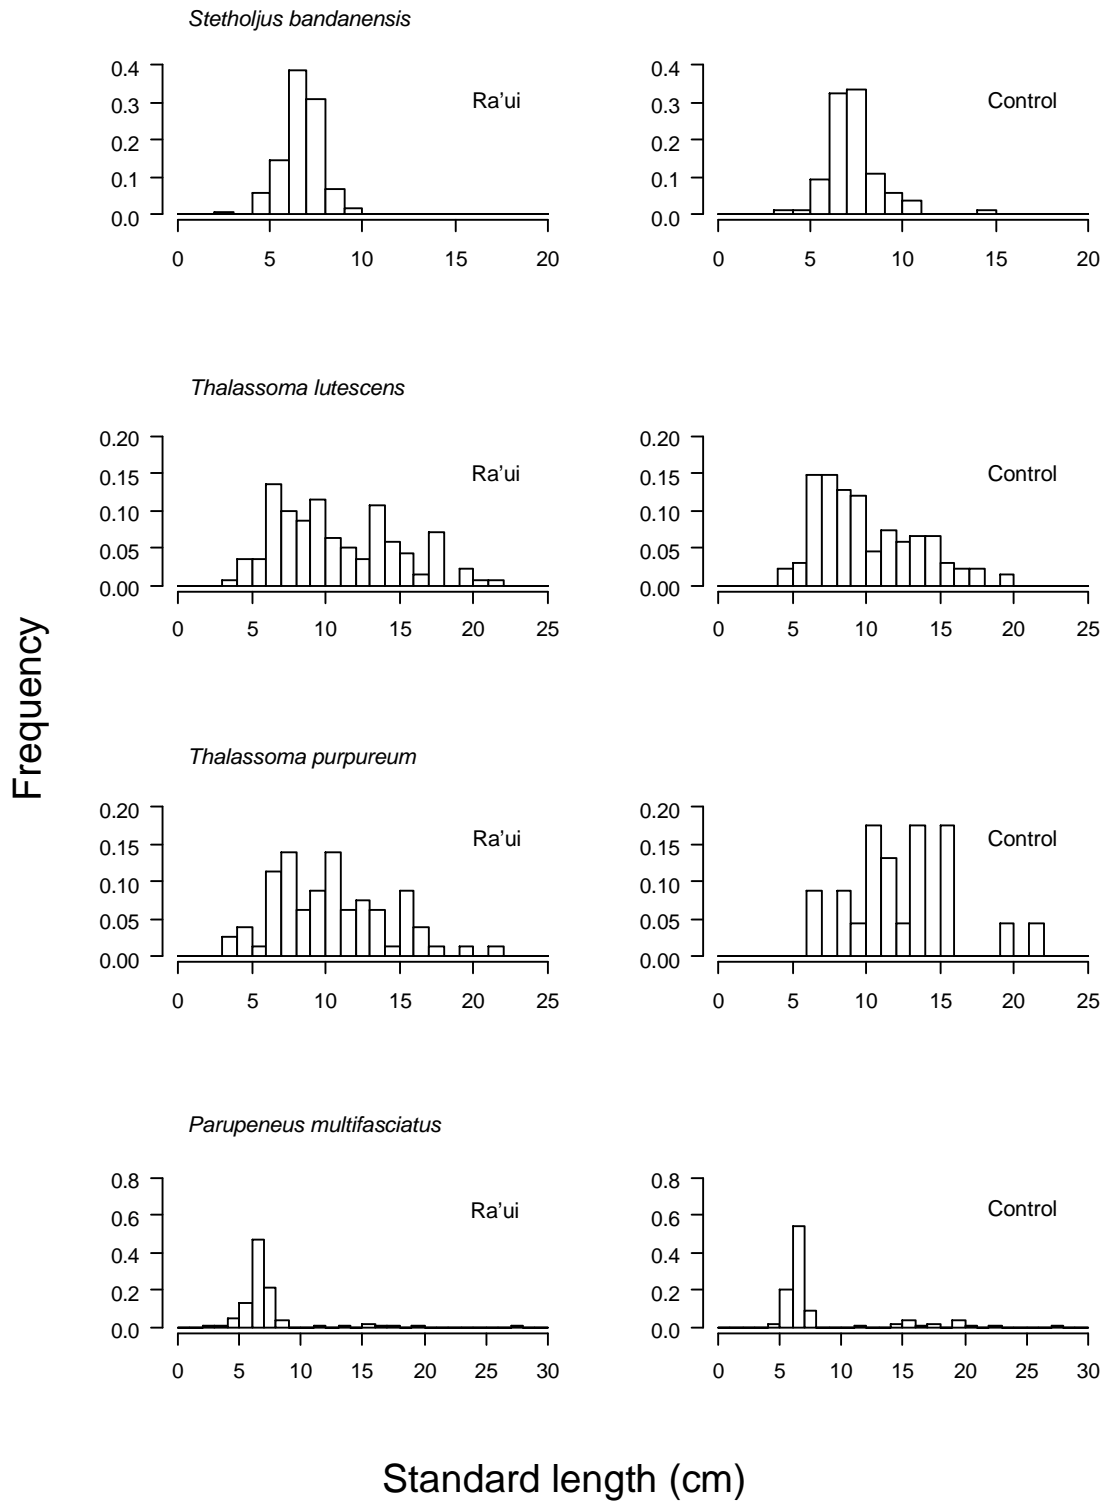 Stetholjus bandanensis
0.4
0.3
0.2
0.1
0.0
Ra’ui
0 5 10 15 20
0.4
0.3
0.2
0.1
0.0
Control
0 5 10 15 20
Thalassoma lutescens
0.20
0.15
0.10
0.05
0.00
Ra’ui
0 5 10 15 20 25
0.20
0.15
0.10
0.05
0.00
Control
0 5 10 15 20 25
Frequency
Thalassoma purpureum
0.20
0.15
0.10
0.05
0.00
Ra’ui
0 5 10 15 20 25
0.20
0.15
0.10
0.05
0.00
Control
0 5 10 15 20 25
Parupeneus multifasciatus
0.8
0.6
0.4
0.2
0.0
Ra’ui
0 5 10 15 20 25 30
0.8
0.6
0.4
0.2
0.0
Control
0 5 10 15 20 25 30
Standard length (cm)